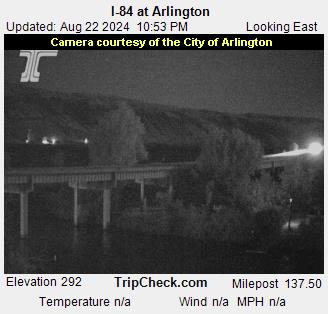 I-84 at Arlington
Updated: Aug 22 2024 10:53 PM Looking East
Camera courtesy of the City of Arlington
Elevation 292 TripCheck.com Milepost 137.50
Temperature n/a Wind n/a MPH n/a